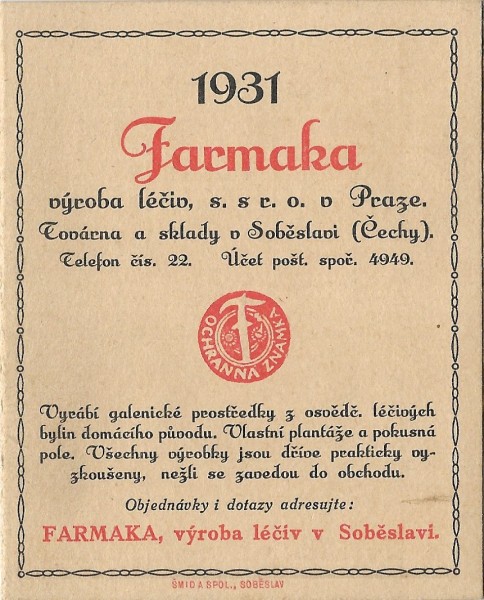 1931
Farmaka
výroba léčiv, s. s r. o. v Praze.
Továrna a sklady v Soběslavi (Čechy).
Telefon čís. 22. Účet pošt. spoř. 4949.
OCHRANNA ZNÁMKA
Vyrábí galenické prostředky z osvědč. léčivých
bylin domácího původu. Vlastní plantáže a pokusná
pole. Všechny výrobky jsou dříve prakticky vy-
zkoušeny, nežli se zavedou do obchodu.
Objednávky i dotazy adresujte:
FARMAKA, výroba léčiv v Soběslavi.
ŠMID A SPOL., SOBĚSLAV